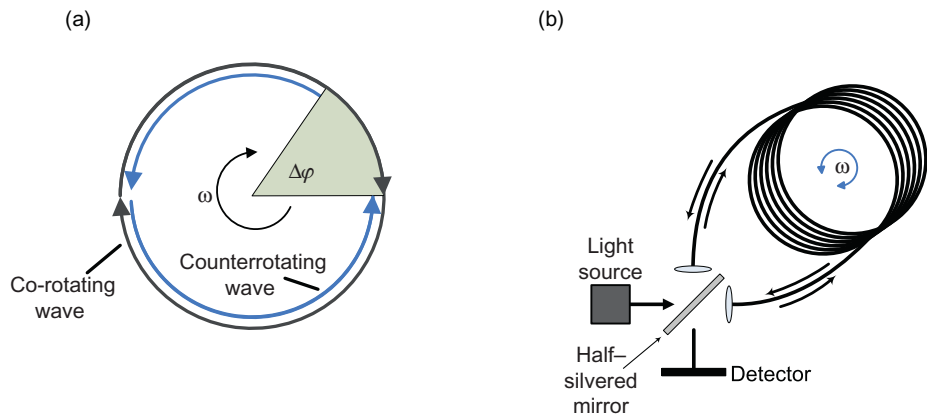 (a)
Δφ
ω
Co-rotating
wave
Counterrotating
wave
(b)
ω
Light
source
Half–
silvered
mirror
Detector